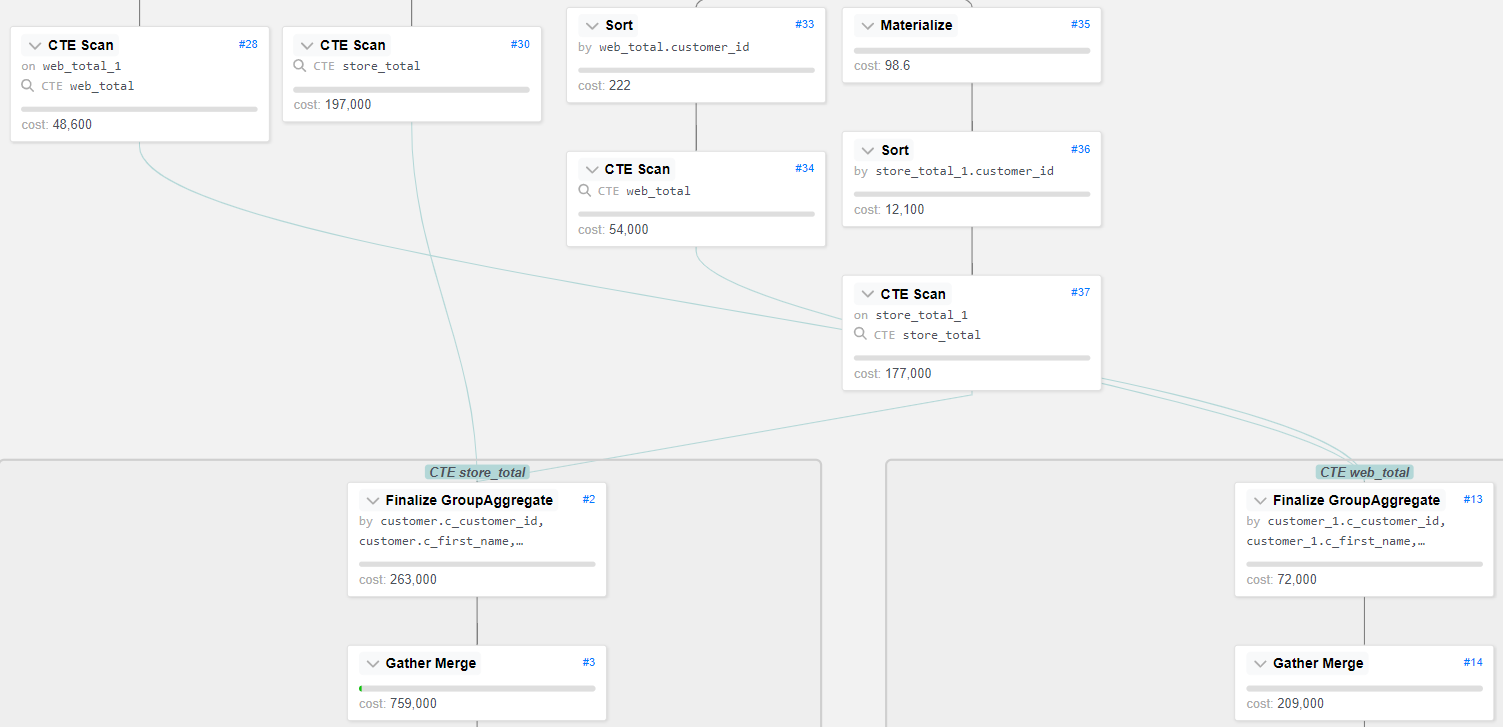 CTE Scan #28
on web_total_1
CTE web_total
cost: 48,600
CTE Scan #30
CTE store_total
cost: 197,000
Sort #33
by web_total.customer_id
cost: 222
Materialize #35
cost: 98.6
CTE Scan #34
CTE web_total
cost: 54,000
Sort #36
by store_total_1.customer_id
cost: 12,100
CTE Scan #37
on store_total_1
CTE store_total
cost: 177,000
CTE store_total
Finalize GroupAggregate #2
by customer.c_customer_id,
customer.c_first_name,…
cost: 263,000
Gather Merge #3
cost: 759,000
CTE web_total
Finalize GroupAggregate #13
by customer_1.c_customer_id,
customer_1.c_first_name,…
cost: 72,000
Gather Merge #14
cost: 209,000